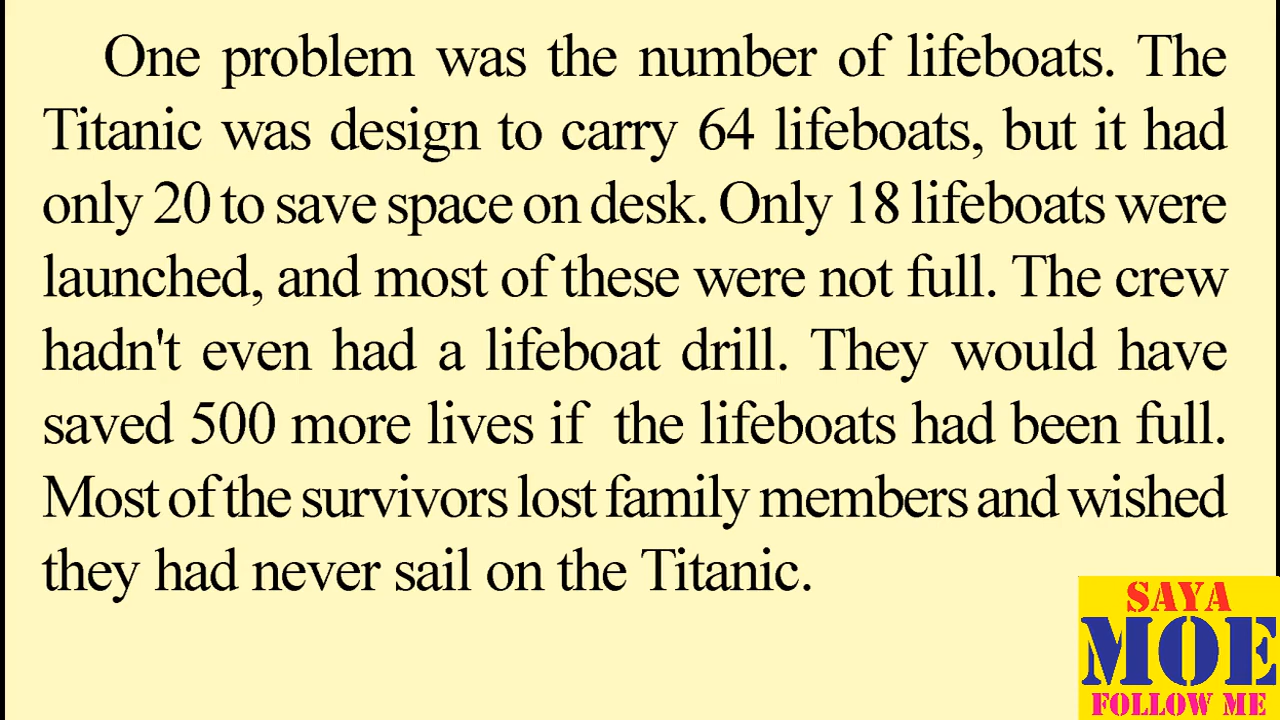 One problem was the number of lifeboats. The
Titanic was design to carry 64 lifeboats, but it had
only 20 to save space on desk. Only 18 lifeboats were
launched, and most of these were not full. The crew
hadn't even had a lifeboat drill. They would have
saved 500 more lives if the lifeboats had been full.
Most of the survivors lost family members and wished
they had never sail on the Titanic.
SAYA
MOE
FOLLOW ME